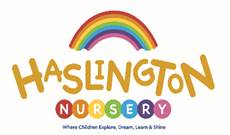 HASLINGTON
NURSERY
Where Children Explore, Dream, Learn & Shine